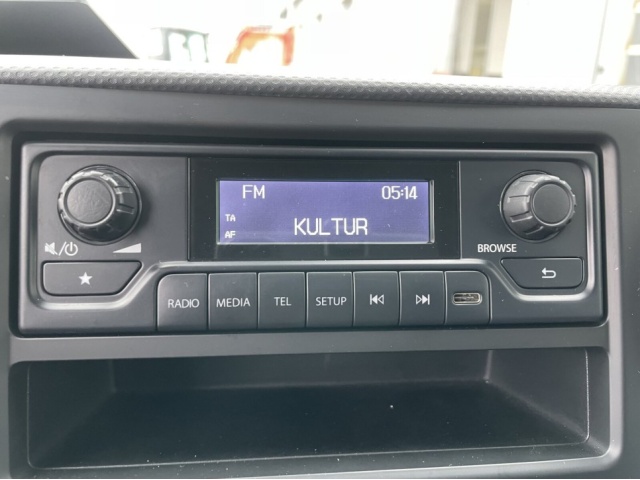 FM 05:14
TA
KULTUR
AF
BROWSE
RADIO MEDIA TEL SETUP